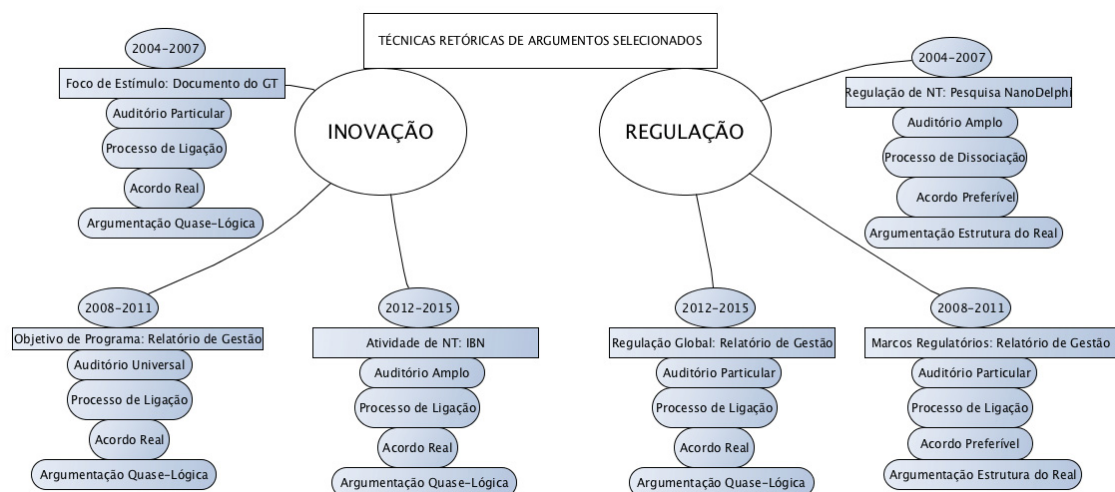 TÉCNICAS RETÓRICAS DE ARGUMENTOS SELECIONADOS
INOVAÇÃO
2004-2007
Foco de Estímulo: Documento do GT
Auditório Particular
Processo de Ligação
Acordo Real
Argumentação Quase-Lógica
2008-2011
Objetivo de Programa: Relatório de Gestão
Auditório Universal
Processo de Ligação
Acordo Real
Argumentação Quase-Lógica
2012-2015
Atividade de NT: IBN
Auditório Amplo
Processo de Ligação
Acordo Real
Argumentação Quase-Lógica
REGULAÇÃO
2004-2007
Regulação de NT: Pesquisa NanoDelphi
Auditório Amplo
Processo de Dissociação
Acordo Preferível
Argumentação Estrutura do Real
2012-2015
Regulação Global: Relatório de Gestão
Auditório Particular
Processo de Ligação
Acordo Real
Argumentação Quase-Lógica
2008-2011
Marcos Regulatórios: Relatório de Gestão
Auditório Particular
Processo de Ligação
Acordo Preferível
Argumentação Estrutura do Real